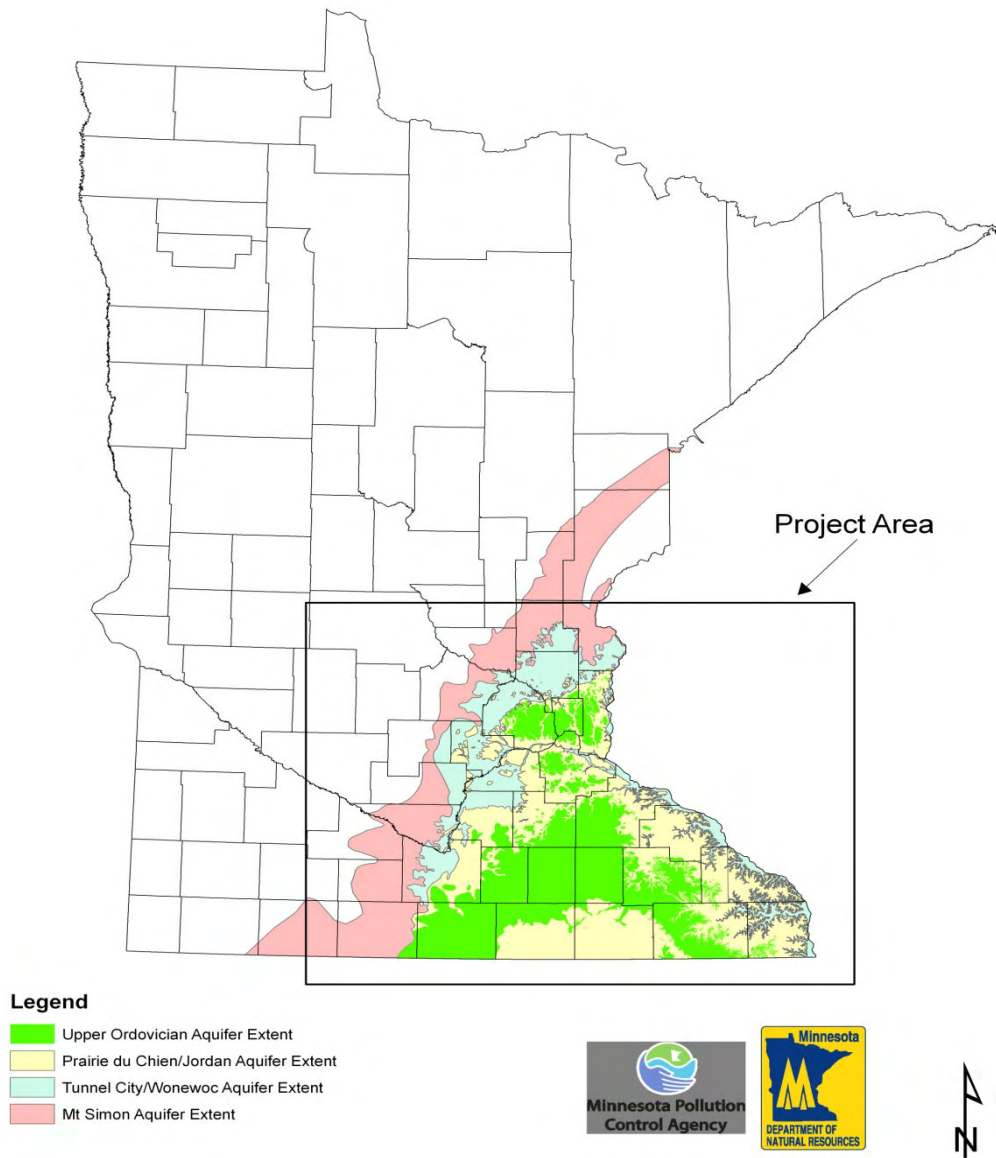 Project Area
Legend
Upper Ordovician Aquifer Extent
Prairie du Chien/Jordan Aquifer Extent
Tunnel City/Wonewoc Aquifer Extent
Mt Simon Aquifer Extent
Minnesota Pollution
Control Agency
Minnesota
DEPARTMENT OF
NATURAL RESOURCES
N